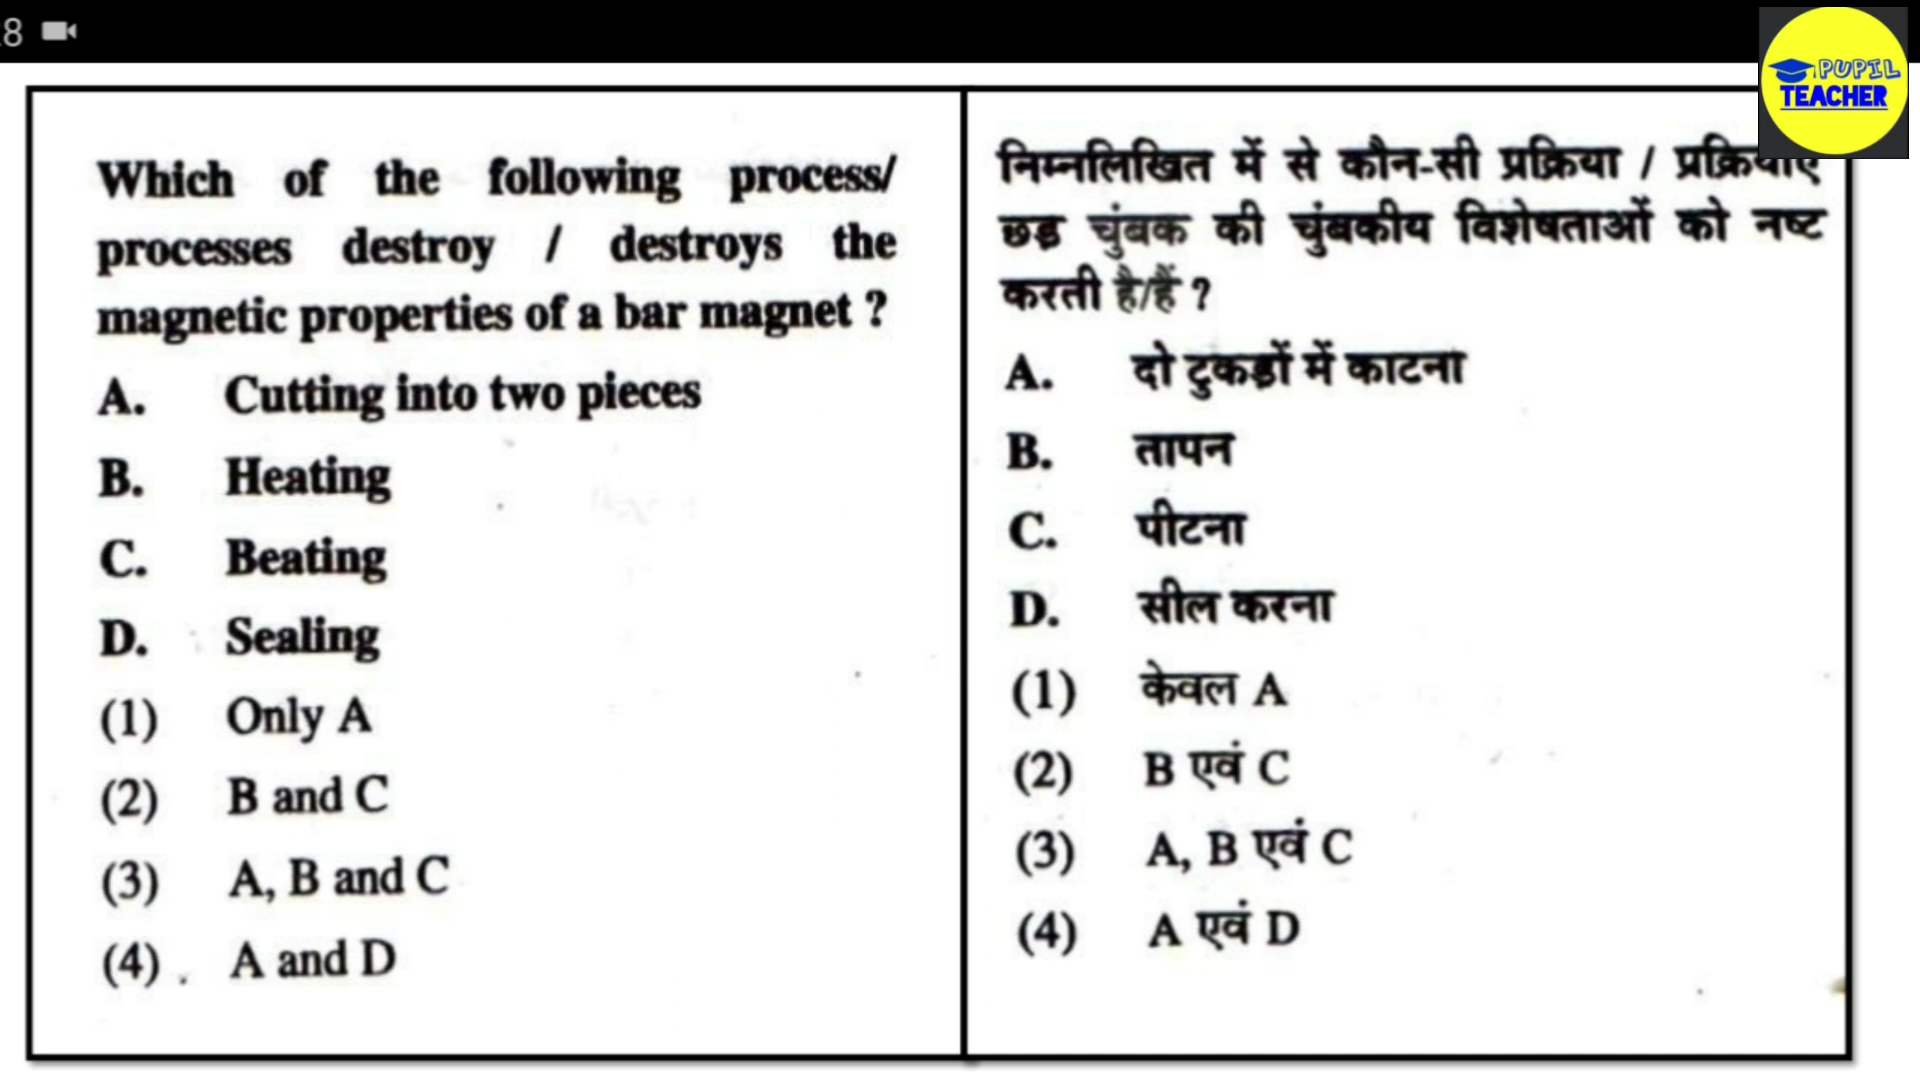 8
PUPIL
TEACHER
Which of the following process/
processes destroy / destroys the
magnetic properties of a bar magnet ?
A. Cutting into two pieces
B. Heating
C. Beating
D. Sealing
(1) Only A
(2) B and C
(3) A, B and C
(4) . A and D
निम्नलिखित में से कौन-सी प्रक्रिया / प्रक्रियाएँ
छड़ चुंबक की चुंबकीय विशेषताओं को नष्ट
करती है/हैं ?
A. दो टुकड़ों में काटना
B. तापन
C. पीटना
D. सील करना
(1) केवल A
(2) B एवं C
(3) A, B एवं C
(4) A एवं D